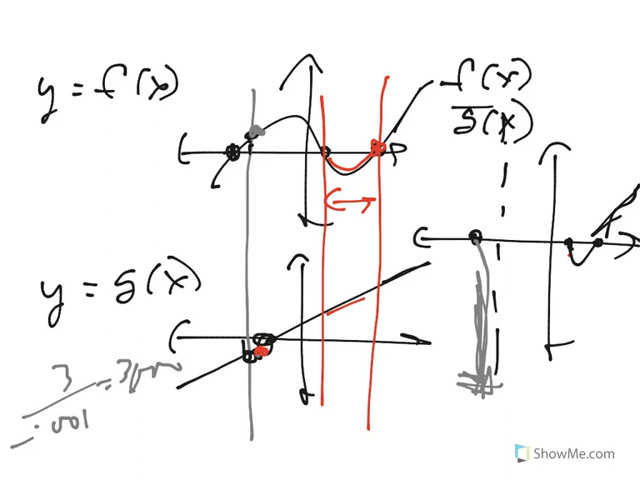 y = f(x)
f(x)
g(x)
y = g(x)
3
-.001
ShowMe.com